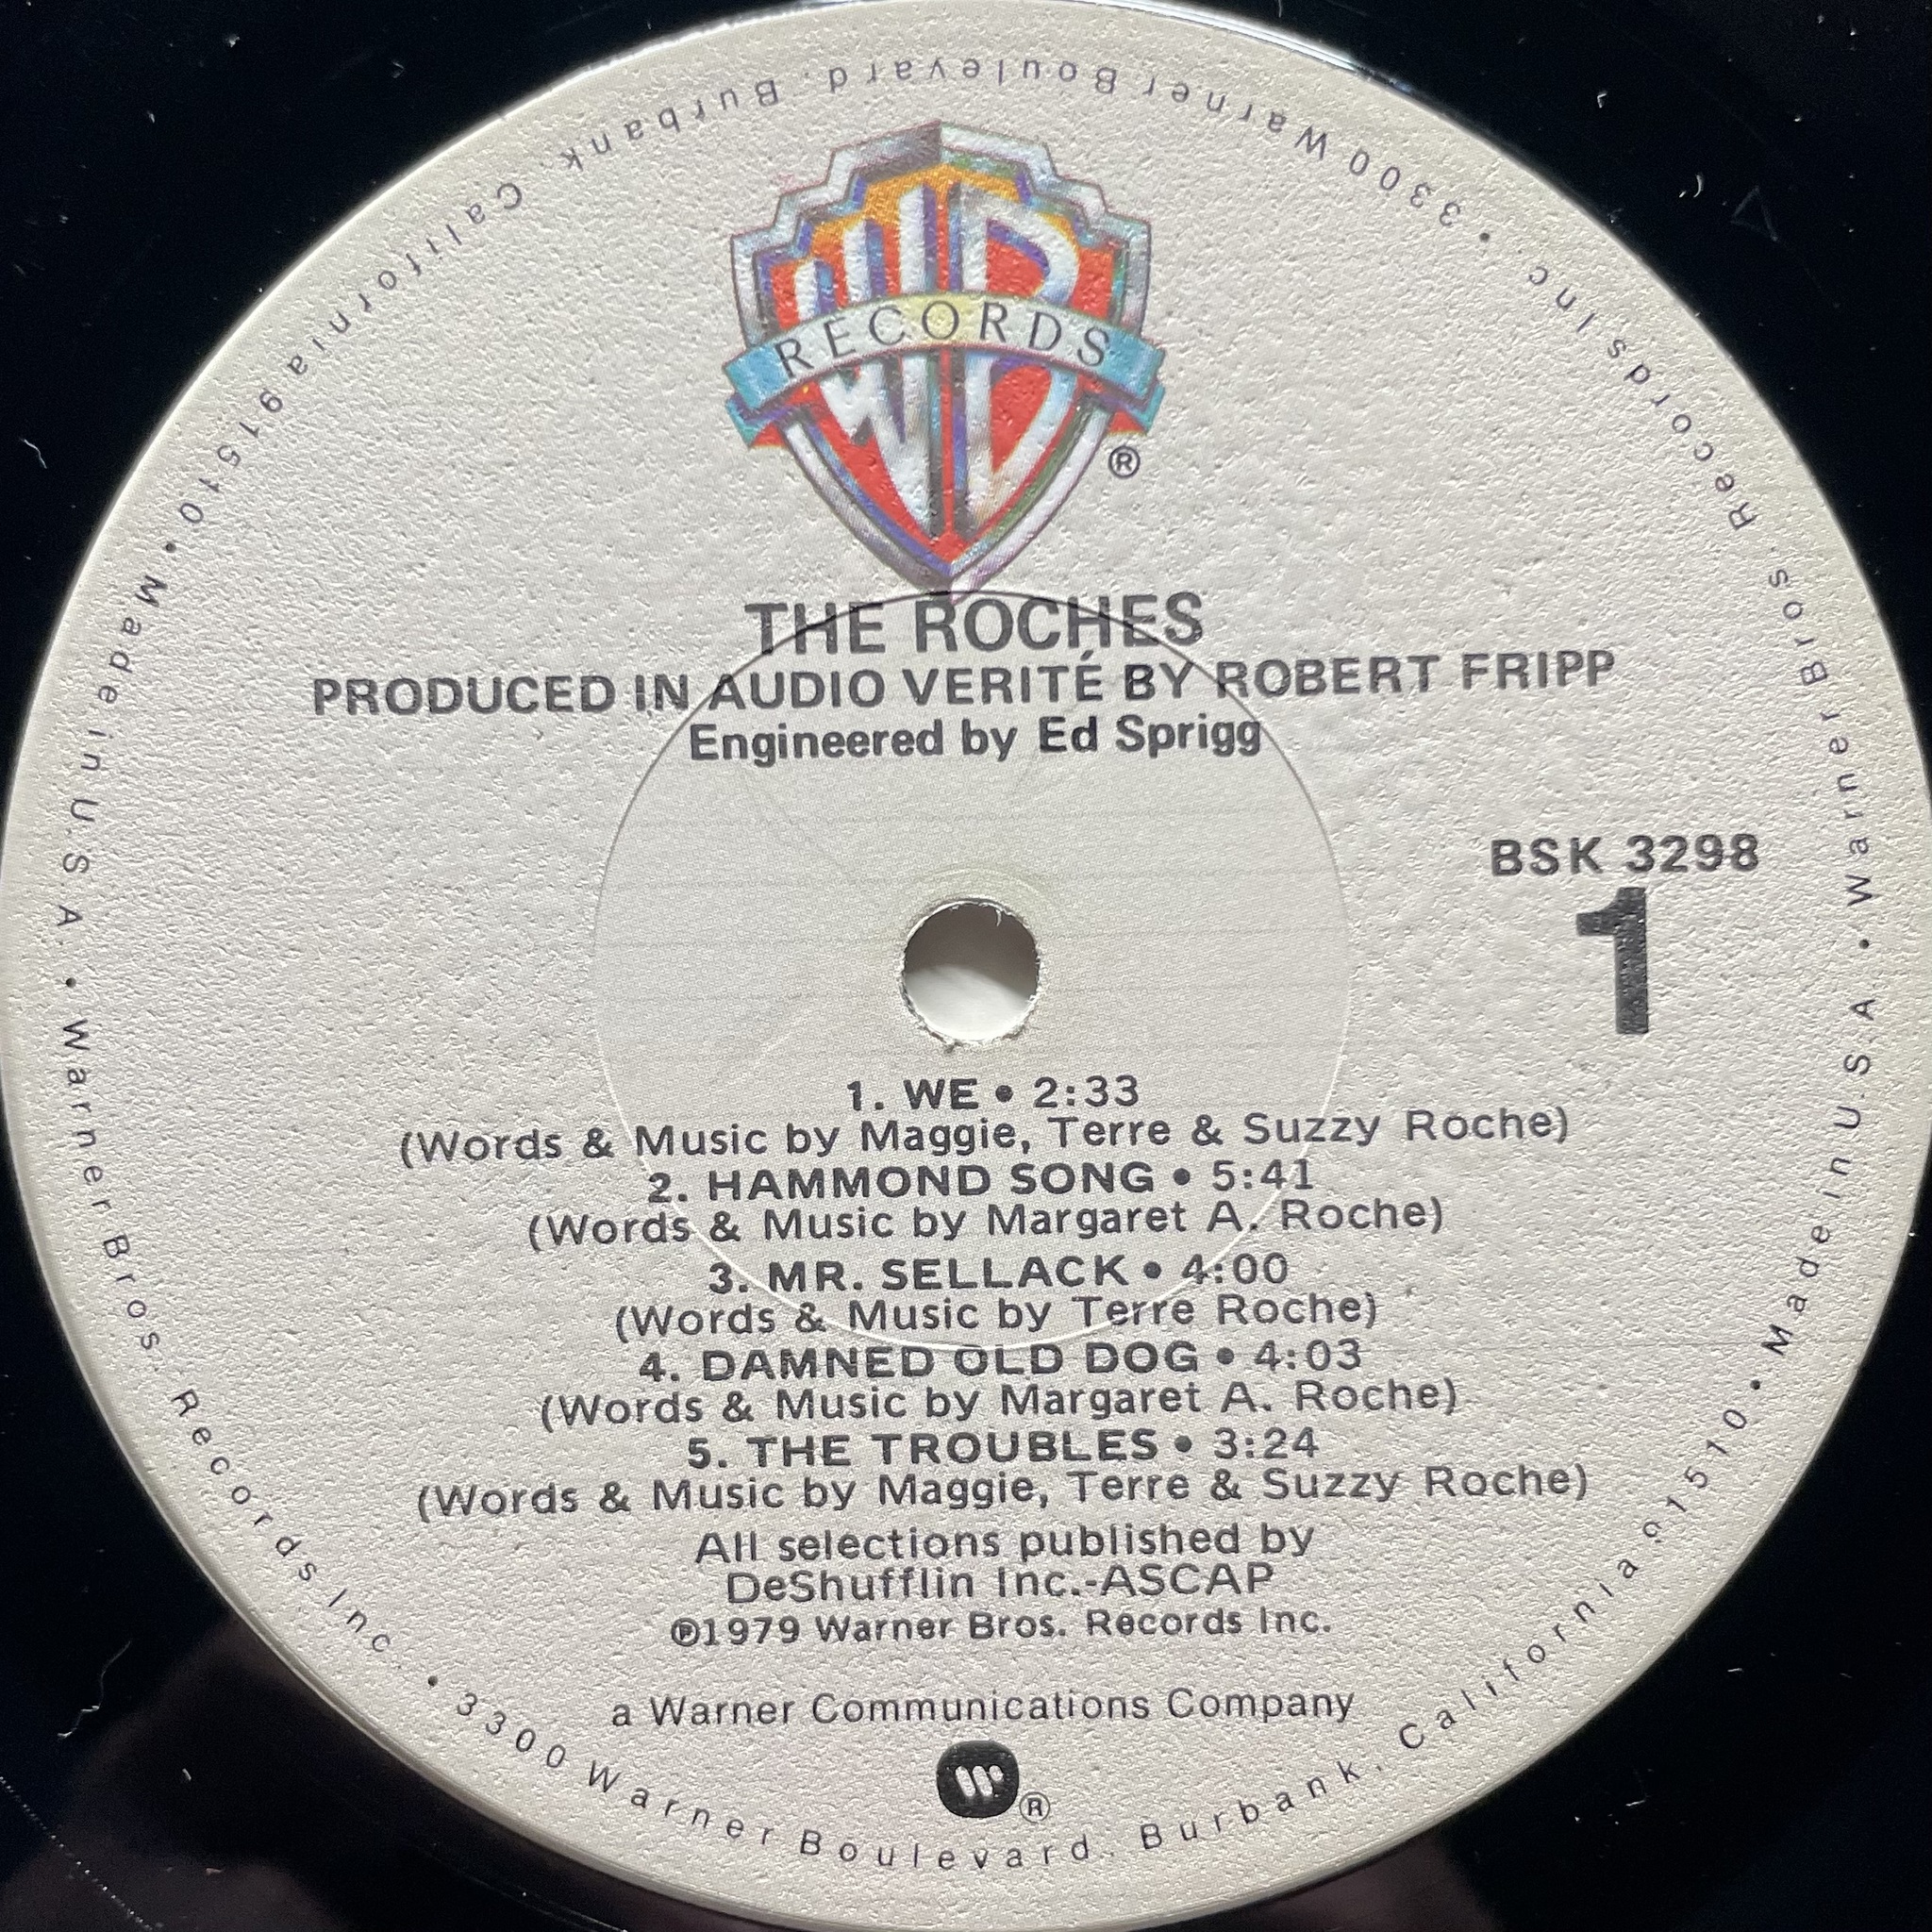 WB
RECORDS
®
THE ROCHES
PRODUCED IN AUDIO VERITÉ BY ROBERT FRIPP
Engineered by Ed Sprigg
BSK 3298
1
1. WE • 2:33
(Words & Music by Maggie, Terre & Suzzy Roche)
2. HAMMOND SONG • 5:41
(Words & Music by Margaret A. Roche)
3. MR. SELLACK • 4:00
(Words & Music by Terre Roche)
4. DAMNED OLD DOG • 4:03
(Words & Music by Margaret A. Roche)
5. THE TROUBLES • 3:24
(Words & Music by Maggie, Terre & Suzzy Roche)
All selections published by
DeShufflin Inc.-ASCAP
℗1979 Warner Bros. Records Inc.
a Warner Communications Company
W ®
Warner Bros. Records Inc. • 3300 Warner Boulevard, Burbank, California 91510 • Made in U.S.A. • Warner Bros. Records Inc. • 3300 Warner Boulevard, Burbank, California 91510 • Made in U.S.A. •